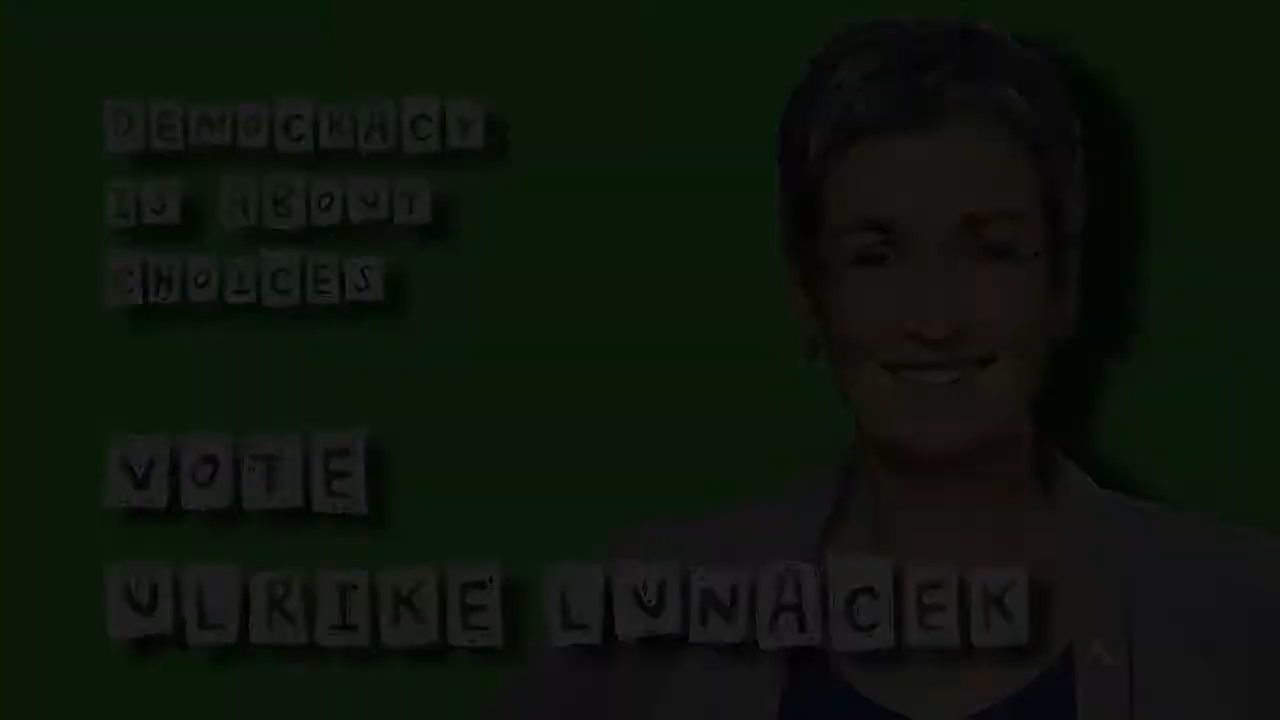 DEMOCRACY
IS ABOUT
CHOICES
VOTE
ULRIKE LUNACEK